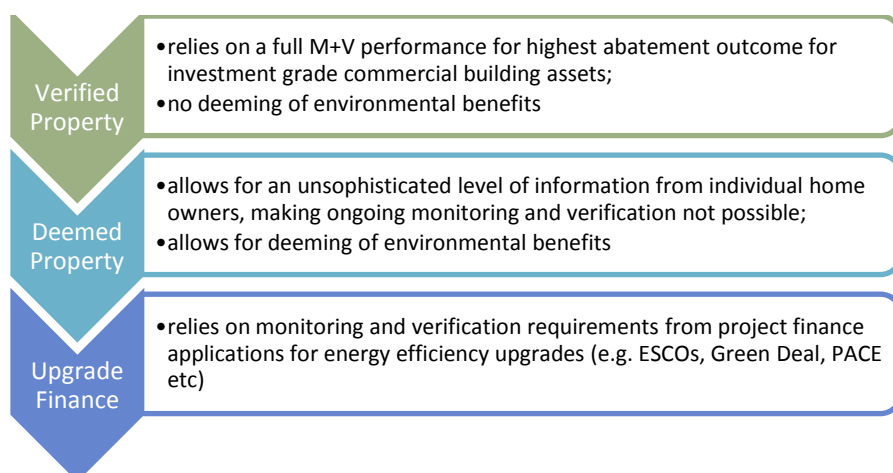 Verified
Property
•relies on a full M+V performance for highest abatement outcome for
investment grade commercial building assets;
•no deeming of environmental benefits
Deemed
Property
•allows for an unsophisticated level of information from individual home
owners, making ongoing monitoring and verification not possible;
•allows for deeming of environmental benefits
Upgrade
Finance
•relies on monitoring and verification requirements from project finance
applications for energy efficiency upgrades (e.g. ESCOs, Green Deal, PACE
etc)